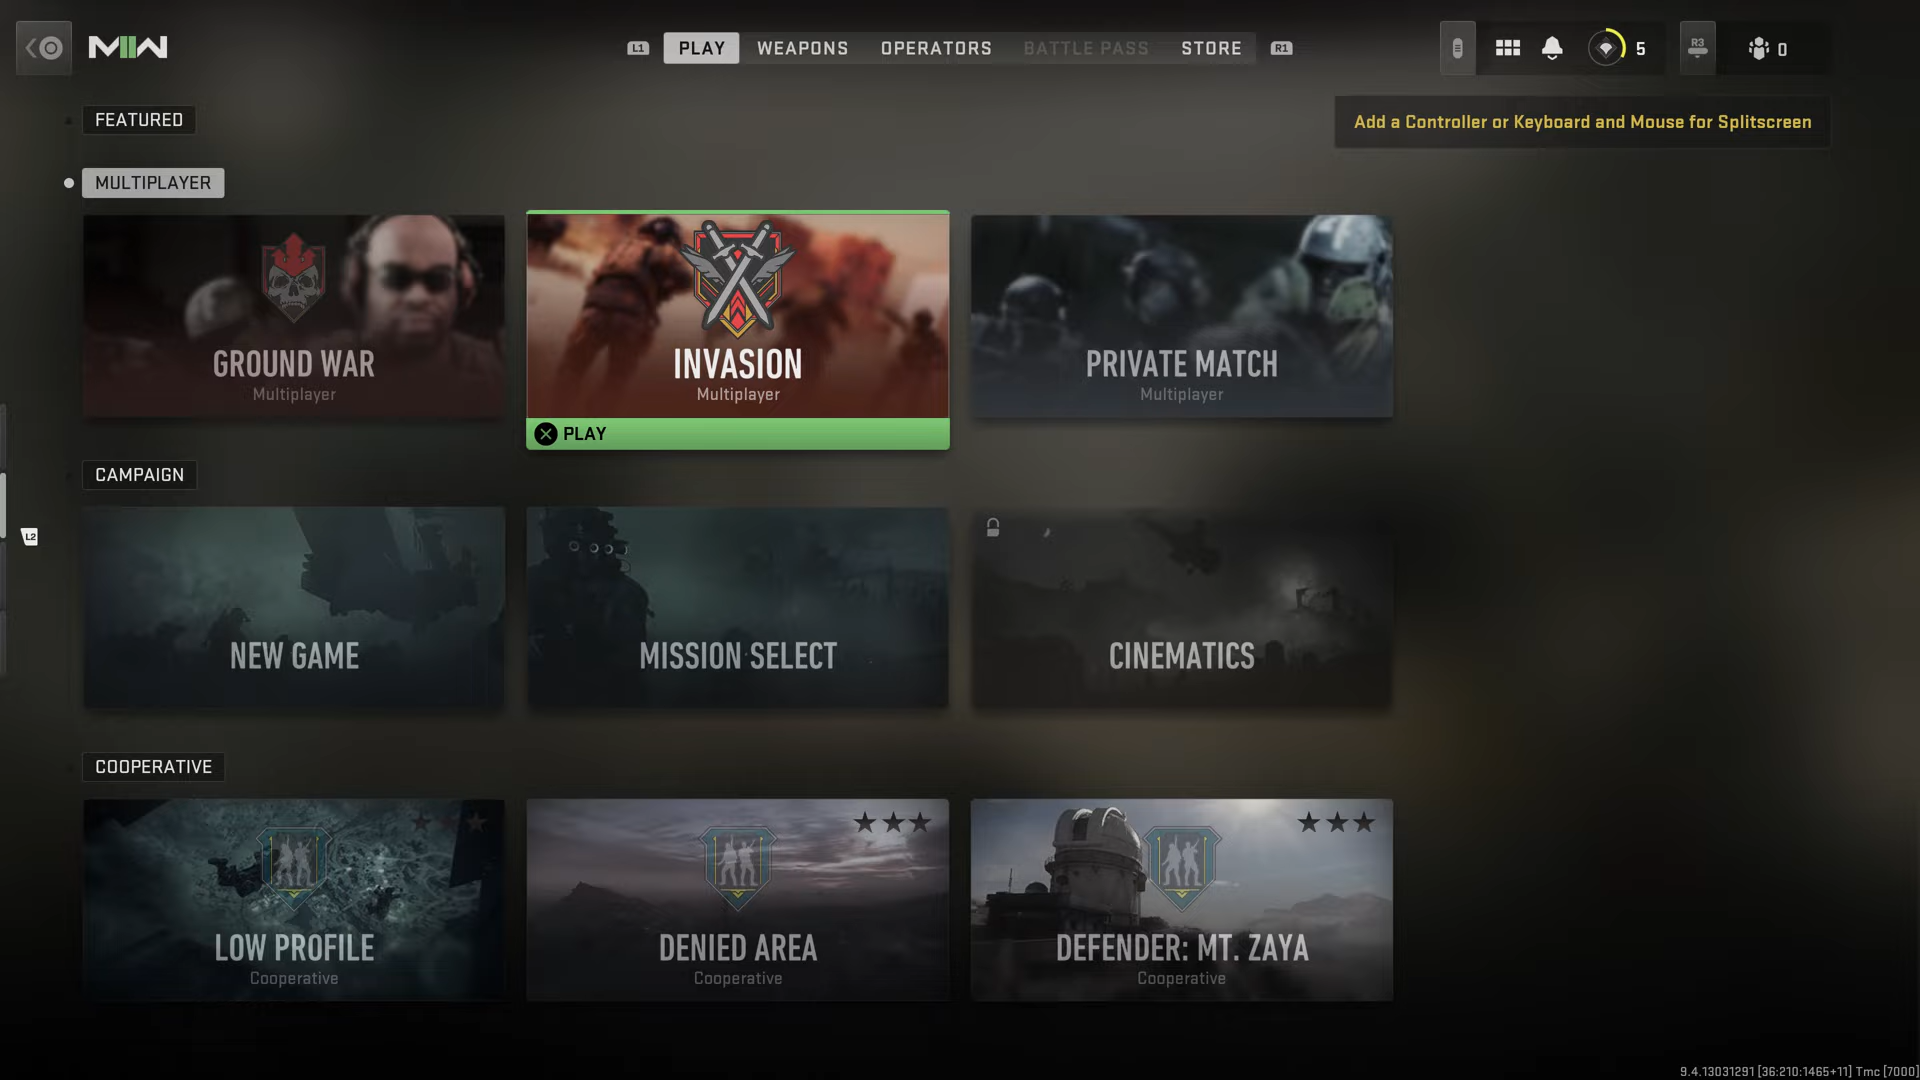 MIIW
L1 PLAY WEAPONS OPERATORS BATTLE PASS STORE R1
5
R3
0
FEATURED
Add a Controller or Keyboard and Mouse for Splitscreen
MULTIPLAYER
GROUND WAR
Multiplayer
INVASION
Multiplayer
PLAY
PRIVATE MATCH
Multiplayer
CAMPAIGN
L2
NEW GAME
MISSION SELECT
CINEMATICS
COOPERATIVE
LOW PROFILE
Cooperative
DENIED AREA
Cooperative
DEFENDER: MT. ZAYA
Cooperative
9.4.13031291 [36:210:1465+11] Tmc [7000]